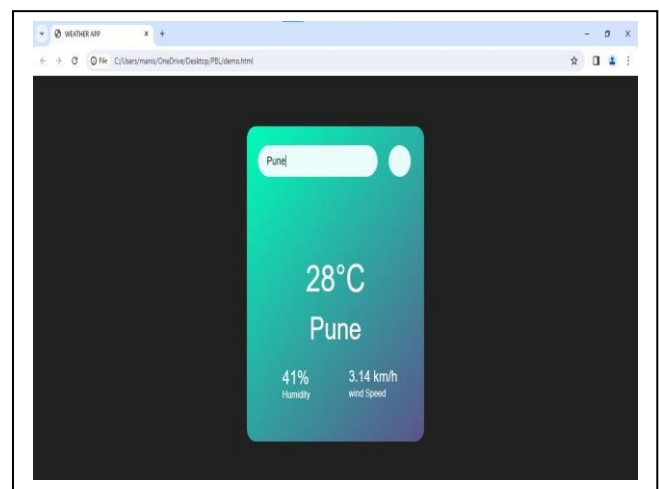 WEATHER APP
File C:/Users/manis/OneDrive/Desktop/PBL/demo.html
Pune
28°C
Pune
41% 3.14 km/h
Humidity wind Speed